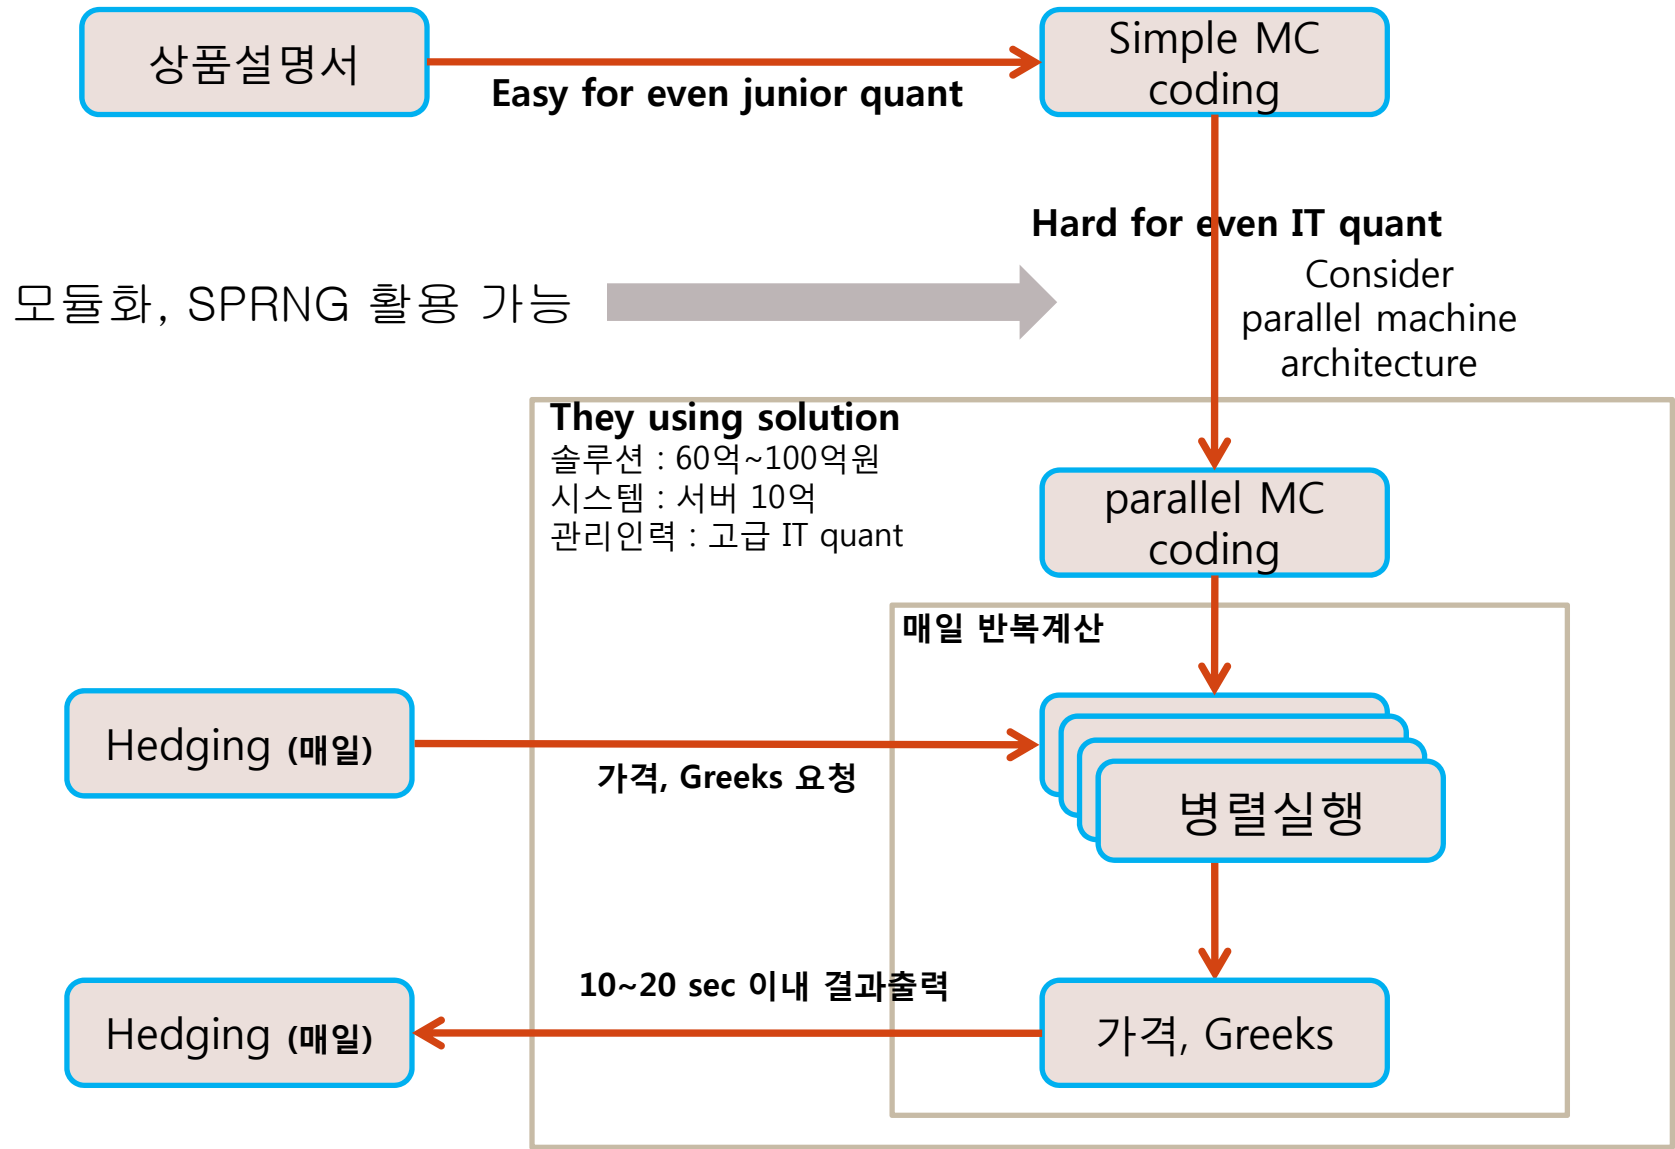 상품설명서
Simple MC
coding
Easy for even junior quant
Hard for even IT quant
Consider
parallel machine
architecture
모듈화, SPRNG 활용 가능
They using solution
솔루션 : 60억~100억원
시스템 : 서버 10억
관리인력 : 고급 IT quant
parallel MC
coding
매일 반복계산
Hedging (매일)
가격, Greeks 요청
병렬실행
10~20 sec 이내 결과출력
Hedging (매일)
가격, Greeks